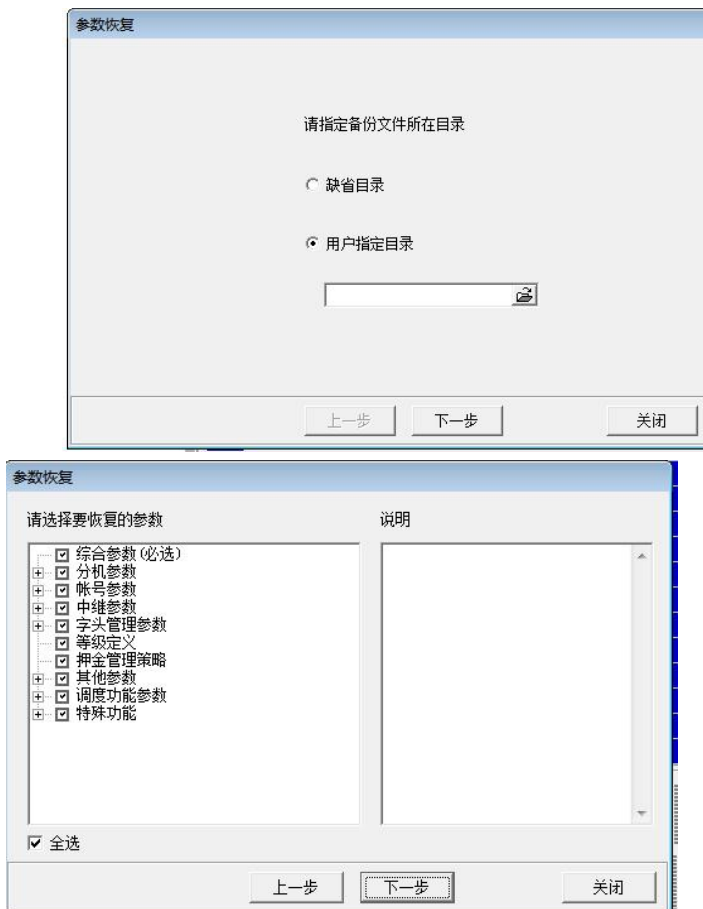 参数恢复
请指定备份文件所在目录
缺省目录
用户指定目录
上一步
下一步
关闭
参数恢复
请选择要恢复的参数
说明
综合参数(必选)
分机参数
帐号参数
中继参数
字头管理参数
等级定义
押金管理策略
其他参数
调度功能参数
特殊功能
全选
上一步
下一步
关闭